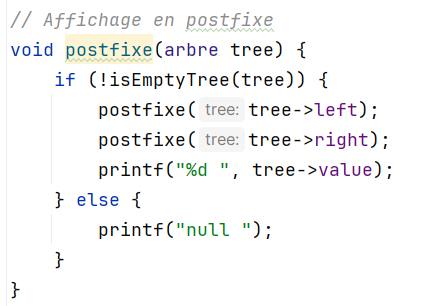 // Affichage en postfixe
void postfixe(arbre tree) {
    if (!isEmptyTree(tree)) {
        postfixe( tree: tree->left);
        postfixe( tree: tree->right);
        printf("%d ", tree->value);
    } else {
        printf("null ");
    }
}